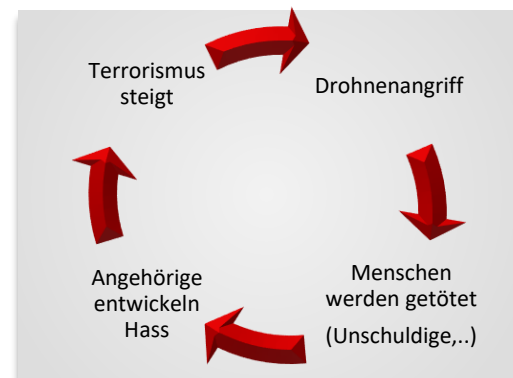 Terrorismus
steigt
Drohnenangriff
Menschen
werden getötet
(Unschuldige,..)
Angehörige
entwickeln
Hass